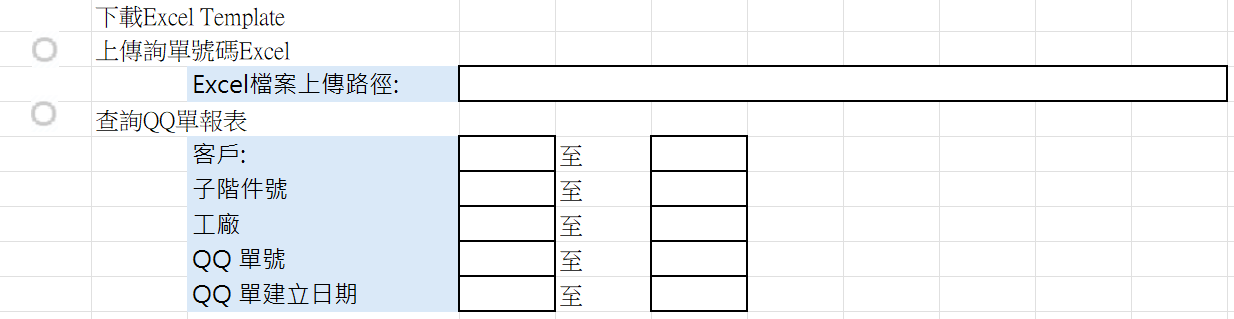 下載Excel Template
上傳詢單號碼Excel
Excel檔案上傳路徑:
查詢QQ單報表
客戶: 至
子階件號 至
工廠 至
QQ 單號 至
QQ 單建立日期 至